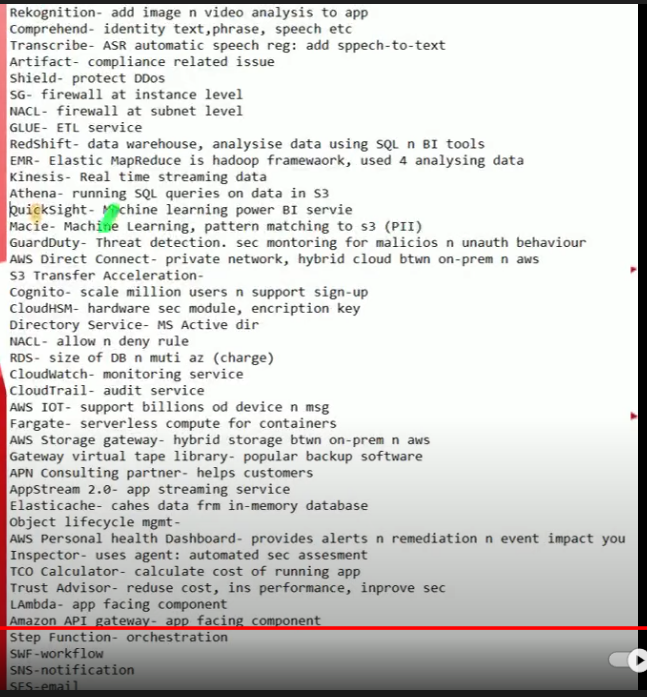 Rekognition- add image n video analysis to app
Comprehend- identity text,phrase, speech etc
Transcribe- ASR automatic speech reg: add sppech-to-text
Artifact- compliance related issue
Shield- protect DDos
SG- firewall at instance level
NACL- firewall at subnet level
GLUE- ETL service
RedShift- data warehouse, analysise data using SQL n BI tools
EMR- Elastic MapReduce is hadoop framewaork, used 4 analysing data
Kinesis- Real time streaming data
Athena- running SQL queries on data in S3
QuickSight- Machine learning power BI servie
Macie- Machine Learning, pattern matching to s3 (PII)
GuardDuty- Threat detection. sec montoring for malicios n unauth behaviour
AWS Direct Connect- private network, hybrid cloud btwn on-prem n aws
S3 Transfer Acceleration-
Cognito- scale million users n support sign-up
CloudHSM- hardware sec module, encription key
Directory Service- MS Active dir
NACL- allow n deny rule
RDS- size of DB n muti az (charge)
CloudWatch- monitoring service
CloudTrail- audit service
AWS IOT- support billions od device n msg
Fargate- serverless compute for containers
AWS Storage gateway- hybrid storage btwn on-prem n aws
Gateway virtual tape library- popular backup software
APN Consulting partner- helps customers
AppStream 2.0- app streaming service
Elasticache- cahes data frm in-memory database
Object lifecycle mgmt-
AWS Personal health Dashboard- provides alerts n remediation n event impact you
Inspector- uses agent: automated sec assesment
TCO Calculator- calculate cost of running app
Trust Advisor- reduse cost, ins performance, inprove sec
LAmbda- app facing component
Amazon API gateway- app facing component
Step Function- orchestration
SWF-workflow
SNS-notification
SES-email